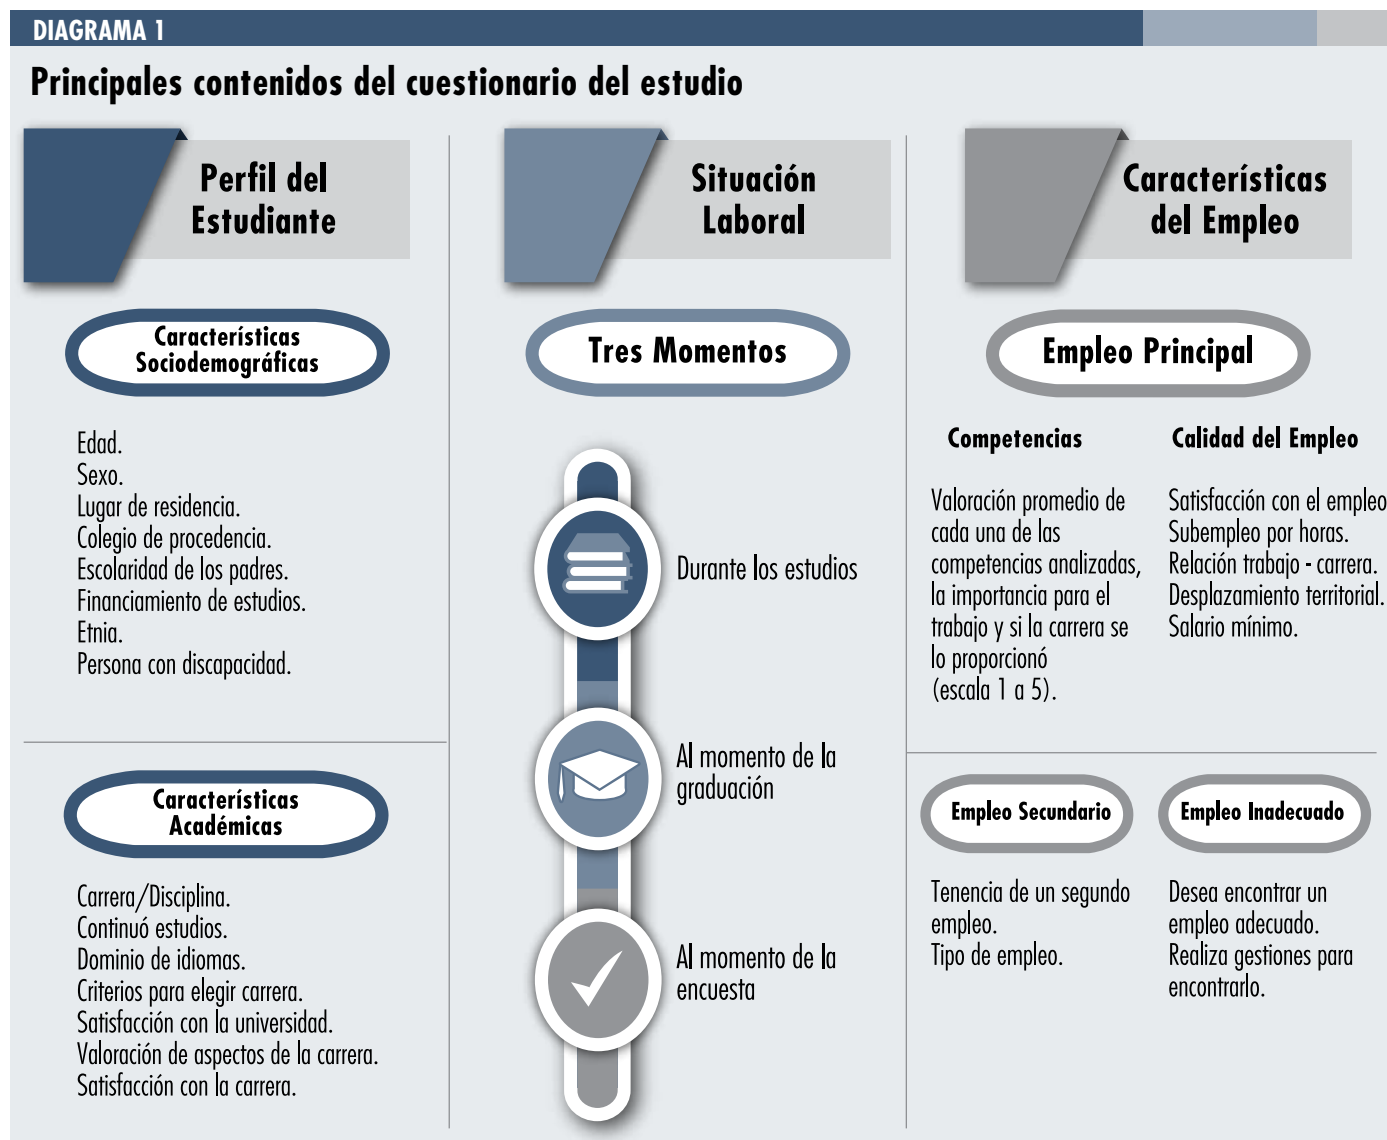 DIAGRAMA 1
Principales contenidos del cuestionario del estudio
Perfil del
Estudiante
Características
Sociodemográficas
Edad.
Sexo.
Lugar de residencia.
Colegio de procedencia.
Escolaridad de los padres.
Financiamiento de estudios.
Etnia.
Persona con discapacidad.
Características
Académicas
Carrera/Disciplina.
Continuó estudios.
Dominio de idiomas.
Criterios para elegir carrera.
Satisfacción con la universidad.
Valoración de aspectos de la carrera.
Satisfacción con la carrera.
Situación
Laboral
Tres Momentos
Durante los estudios
Al momento de la
graduación
Al momento de la
encuesta
Características
del Empleo
Empleo Principal
Competencias
Valoración promedio de
cada una de las
competencias analizadas,
la importancia para el
trabajo y si la carrera se
lo proporcionó
(escala 1 a 5).
Calidad del Empleo
Satisfacción con el empleo
Subempleo por horas.
Relación trabajo - carrera.
Desplazamiento territorial.
Salario mínimo.
Empleo Secundario
Tenencia de un segundo
empleo.
Tipo de empleo.
Empleo Inadecuado
Desea encontrar un
empleo adecuado.
Realiza gestiones para
encontrarlo.